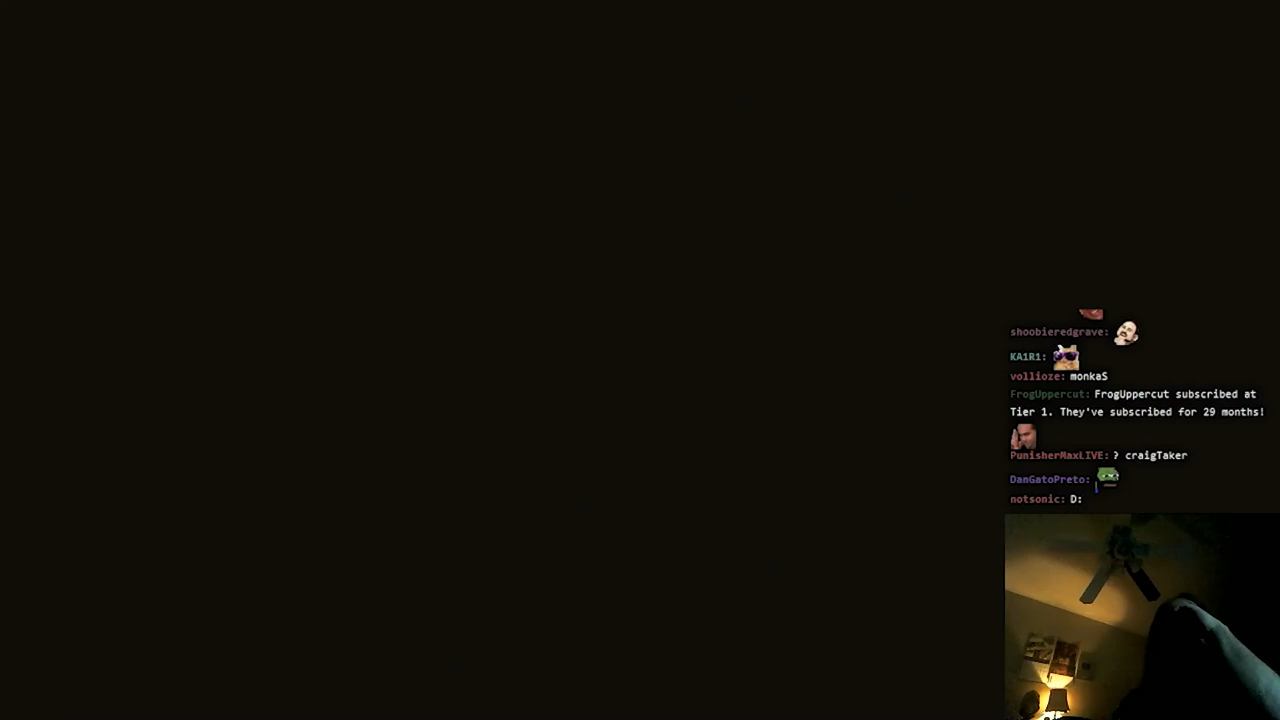 shoobieredgrave:
KA1R1:
vollioze: monkaS
FrogUppercut: FrogUppercut subscribed at
Tier 1. They've subscribed for 29 months!
PunisherMaxLIVE: ? craigTaker
DanGatoPreto:
notsonic: D: